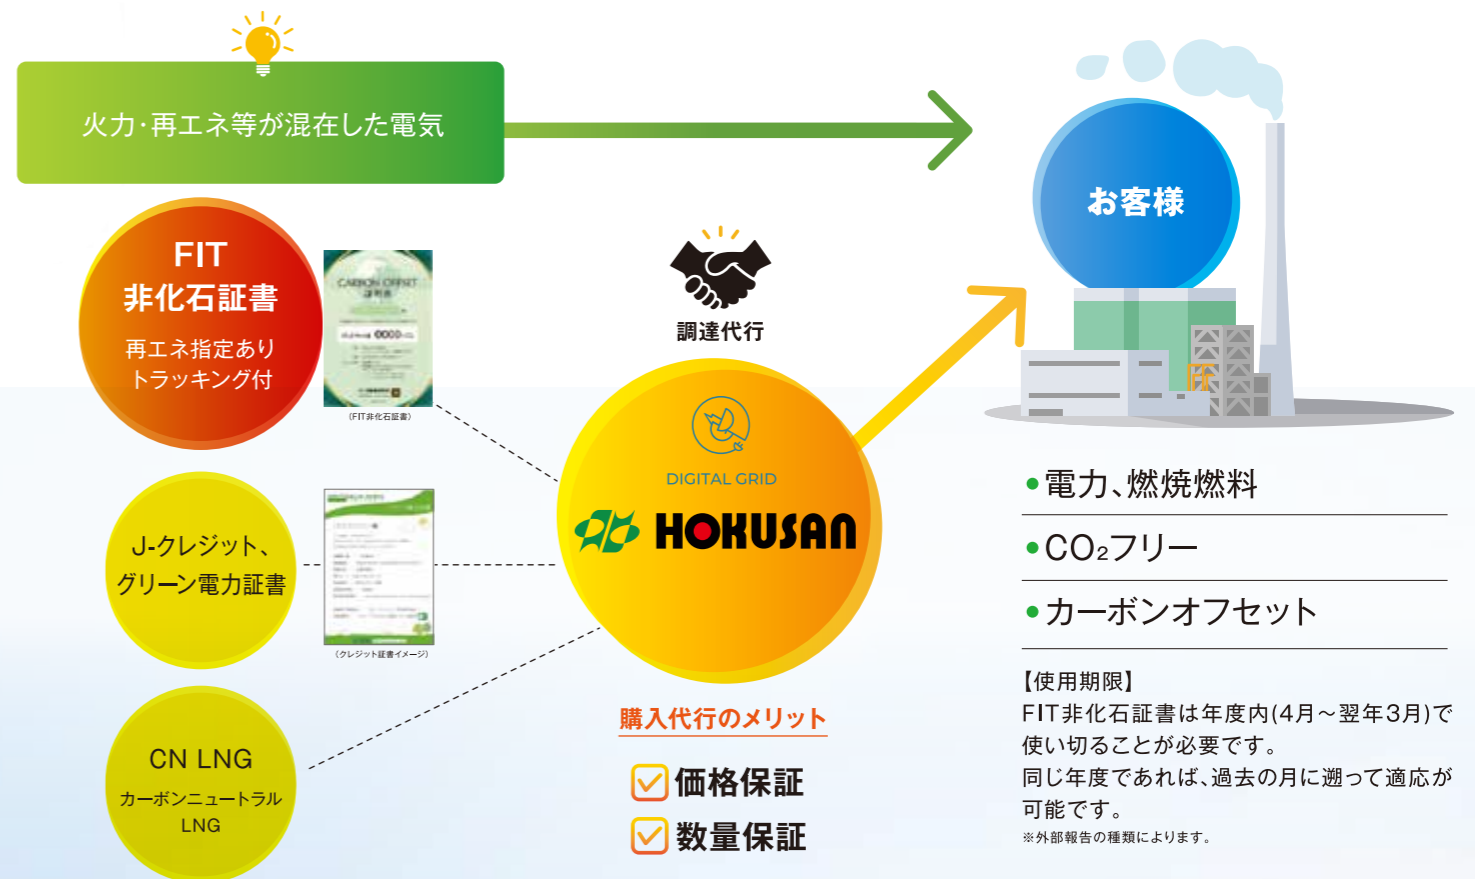 火力・再エネ等が混在した電気
お客様
FIT
非化石証書
再エネ指定あり
トラッキング付
CARBON OFFSET
(FIT非化石証書)
調達代行
DIGITAL GRID
HOKUSAN
J-クレジット、
グリーン電力証書
(クレジット証書イメージ)
CN LNG
カーボンニュートラル
LNG
購入代行のメリット
価格保証
数量保証
•電力、燃焼燃料
•CO₂フリー
•カーボンオフセット
【使用期限】
FIT非化石証書は年度内(4月～翌年3月)で
使い切ることが必要です。
同じ年度であれば、過去の月に遡って適応が
可能です。
※外部報告の種類によります。